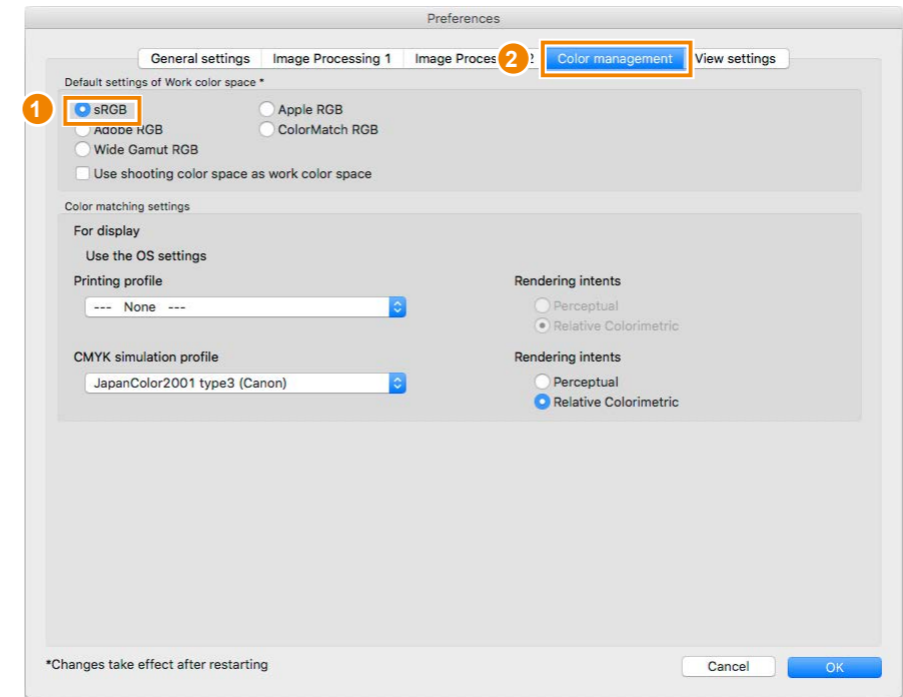 Preferences
General settings Image Processing 1 Image Proces 2 Color management View settings
Default settings of Work color space *
1 sRGB Apple RGB
Adobe RGB ColorMatch RGB
Wide Gamut RGB
Use shooting color space as work color space
Color matching settings
For display
Use the OS settings
Printing profile Rendering intents
--- None --- Perceptual
Relative Colorimetric
CMYK simulation profile Rendering intents
JapanColor2001 type3 (Canon) Perceptual
Relative Colorimetric
*Changes take effect after restarting Cancel OK